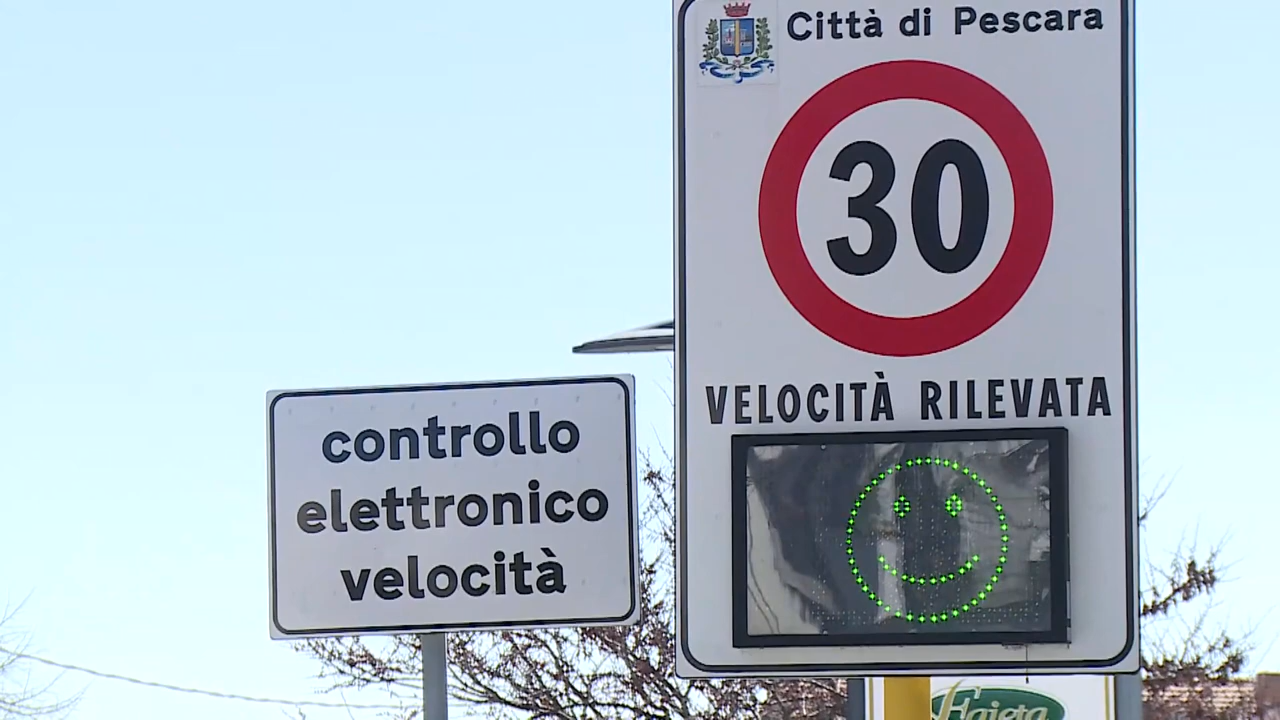 Città di Pescara
30
VELOCITÀ RILEVATA
controllo
elettronico
velocità